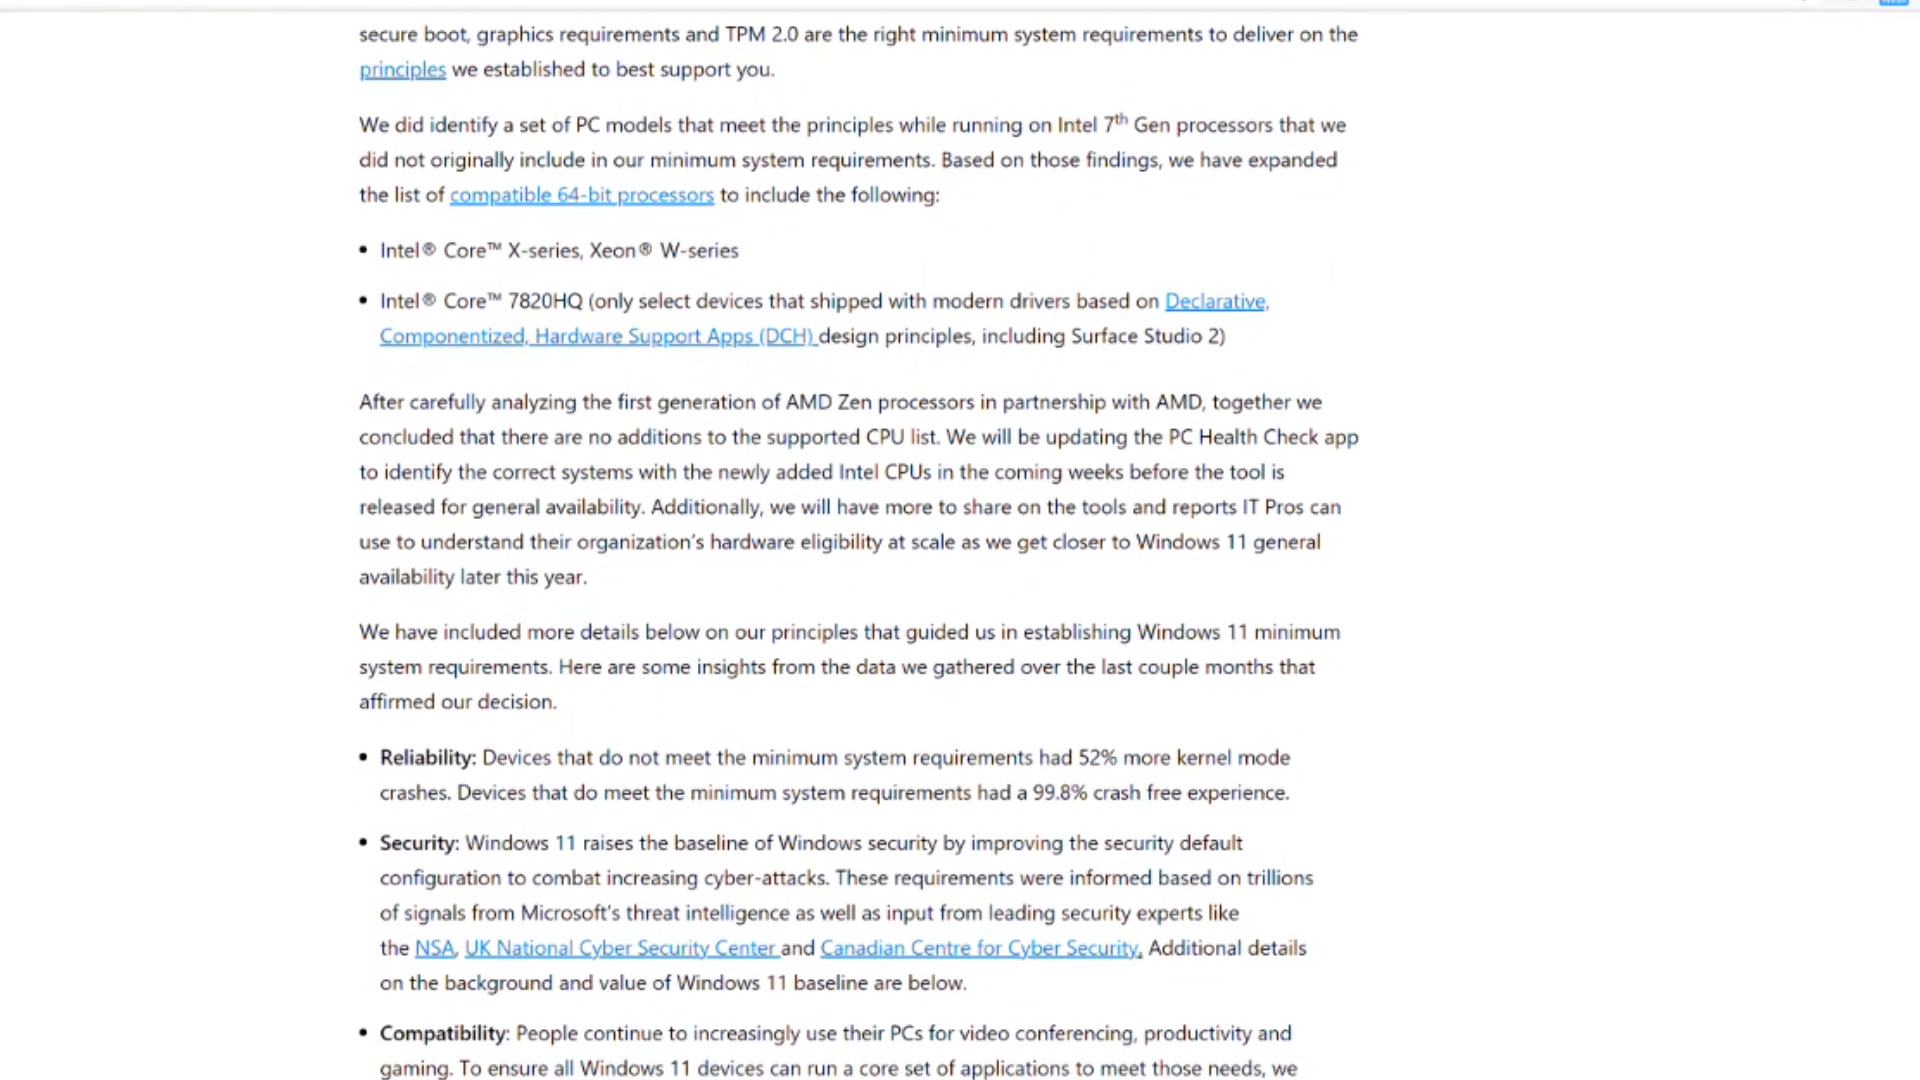 secure boot, graphics requirements and TPM 2.0 are the right minimum system requirements to deliver on the
principles we established to best support you.
We did identify a set of PC models that meet the principles while running on Intel 7th Gen processors that we
did not originally include in our minimum system requirements. Based on those findings, we have expanded
the list of compatible 64-bit processors to include the following:
• Intel® Core™ X-series, Xeon® W-series
• Intel® Core™ 7820HQ (only select devices that shipped with modern drivers based on Declarative,
Componentized, Hardware Support Apps (DCH) design principles, including Surface Studio 2)
After carefully analyzing the first generation of AMD Zen processors in partnership with AMD, together we
concluded that there are no additions to the supported CPU list. We will be updating the PC Health Check app
to identify the correct systems with the newly added Intel CPUs in the coming weeks before the tool is
released for general availability. Additionally, we will have more to share on the tools and reports IT Pros can
use to understand their organization's hardware eligibility at scale as we get closer to Windows 11 general
availability later this year.
We have included more details below on our principles that guided us in establishing Windows 11 minimum
system requirements. Here are some insights from the data we gathered over the last couple months that
affirmed our decision.
• Reliability: Devices that do not meet the minimum system requirements had 52% more kernel mode
crashes. Devices that do meet the minimum system requirements had a 99.8% crash free experience.
• Security: Windows 11 raises the baseline of Windows security by improving the security default
configuration to combat increasing cyber-attacks. These requirements were informed based on trillions
of signals from Microsoft's threat intelligence as well as input from leading security experts like
the NSA, UK National Cyber Security Center and Canadian Centre for Cyber Security. Additional details
on the background and value of Windows 11 baseline are below.
• Compatibility: People continue to increasingly use their PCs for video conferencing, productivity and
gaming. To ensure all Windows 11 devices can run a core set of applications to meet those needs, we